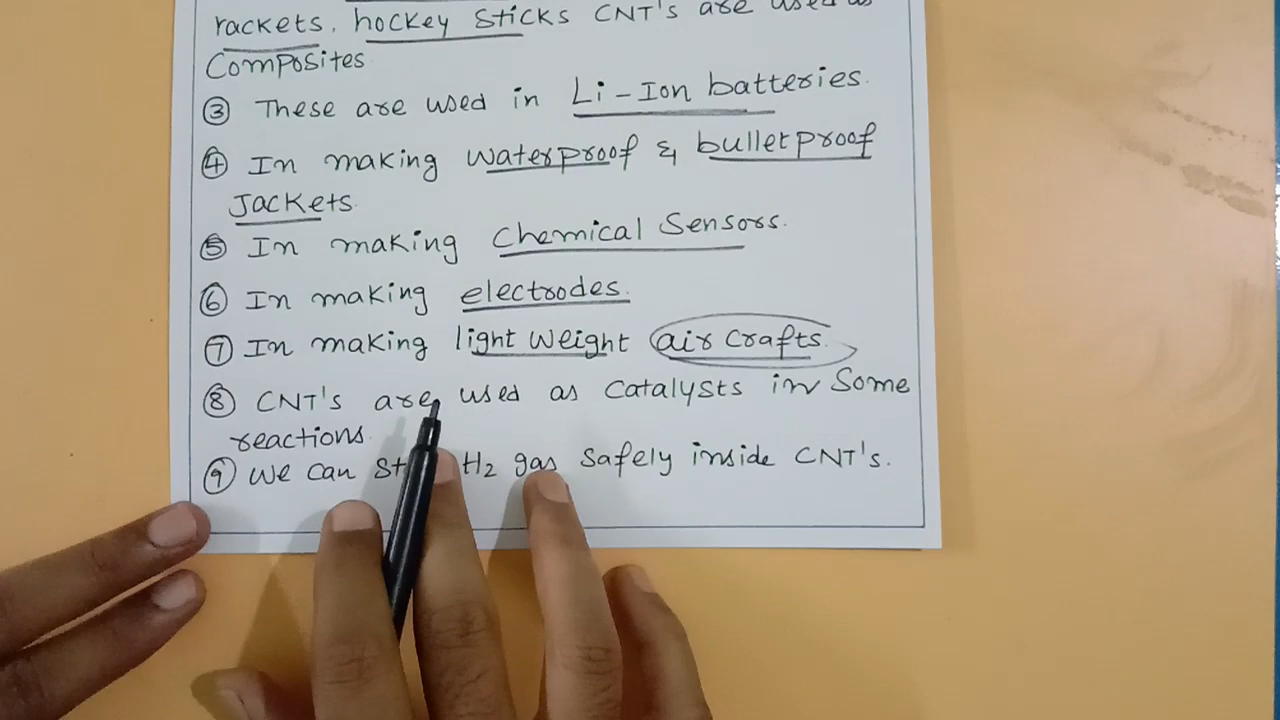 rackets, hockey sticks CNT's are used as
Composites
③ These are used in Li-Ion batteries.
④ In making waterproof & bulletproof
Jackets.
⑤ In making Chemical Sensors.
⑥ In making electrodes.
⑦ In making light weight air crafts.
⑧ CNT's are used as Catalysts in Some
reactions.
⑨ We can H2 gas Safely inside CNT's.